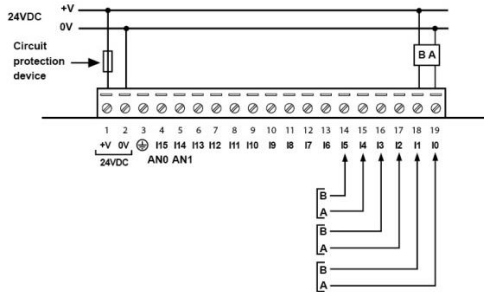 24VDC
+V
0V
Circuit
protection
device
B A
1 2 3 4 5 6 7 8 9 10 11 12 13 14 15 16 17 18 19
+V 0V I15 I14 I13 I12 I11 I10 I9 I8 I7 I6 I5 I4 I3 I2 I1 I0
24VDC
AN0 AN1
B
A
B
A
B
A